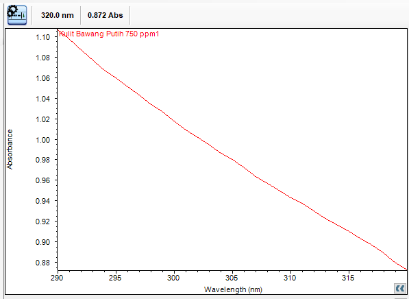 320.0 nm 0.872 Abs
Kulit Bawang Putih 750 ppm1
Absorbance
1.10
1.08
1.06
1.04
1.02
1.00
0.98
0.96
0.94
0.92
0.90
0.88
290 295 300 305 310 315
Wavelength (nm)